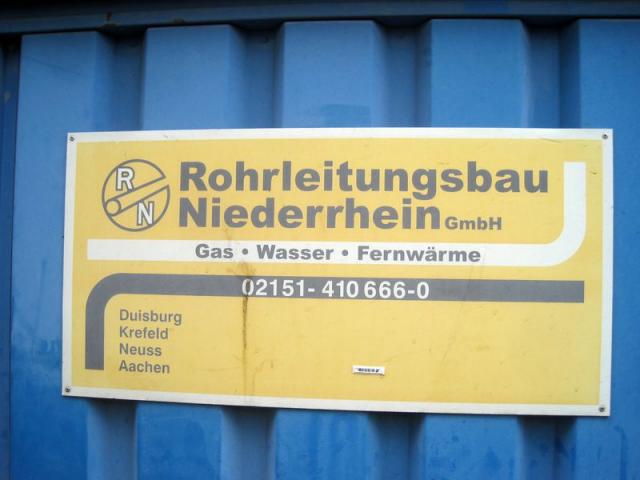 RN
Rohrleitungsbau
Niederrhein GmbH
Gas • Wasser • Fernwärme
02151- 410 666-0
Duisburg
Krefeld
Neuss
Aachen